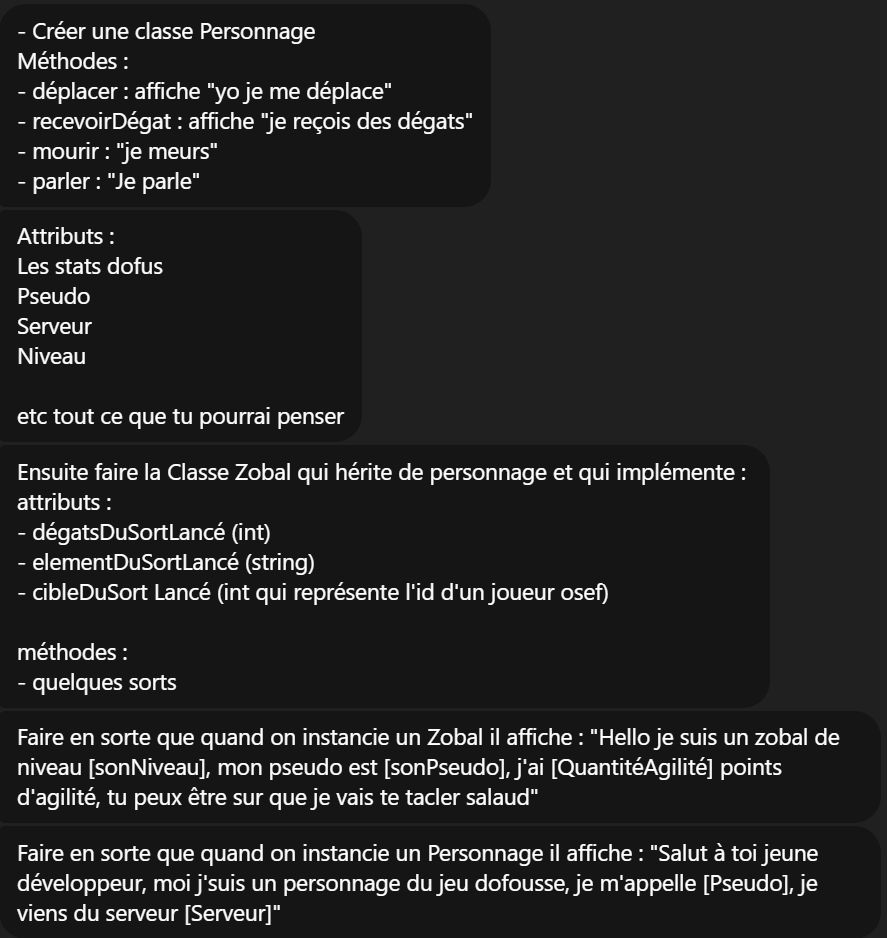 - Créer une classe Personnage
Méthodes :
- déplacer : affiche "yo je me déplace"
- recevoirDégat : affiche "je reçois des dégats"
- mourir : "je meurs"
- parler : "Je parle"
Attributs :
Les stats dofus
Pseudo
Serveur
Niveau
etc tout ce que tu pourrai penser
Ensuite faire la Classe Zobal qui hérite de personnage et qui implémente :
attributs :
- dégatsDuSortLancé (int)
- elementDuSortLancé (string)
- cibleDuSort Lancé (int qui représente l'id d'un joueur osef)
méthodes :
- quelques sorts
Faire en sorte que quand on instancie un Zobal il affiche : "Hello je suis un zobal de
niveau [sonNiveau], mon pseudo est [sonPseudo], j'ai [QuantitéAgilité] points
d'agilité, tu peux être sur que je vais te tacler salaud"
Faire en sorte que quand on instancie un Personnage il affiche : "Salut à toi jeune
développeur, moi j'suis un personnage du jeu dofousse, je m'appelle [Pseudo], je
viens du serveur [Serveur]"